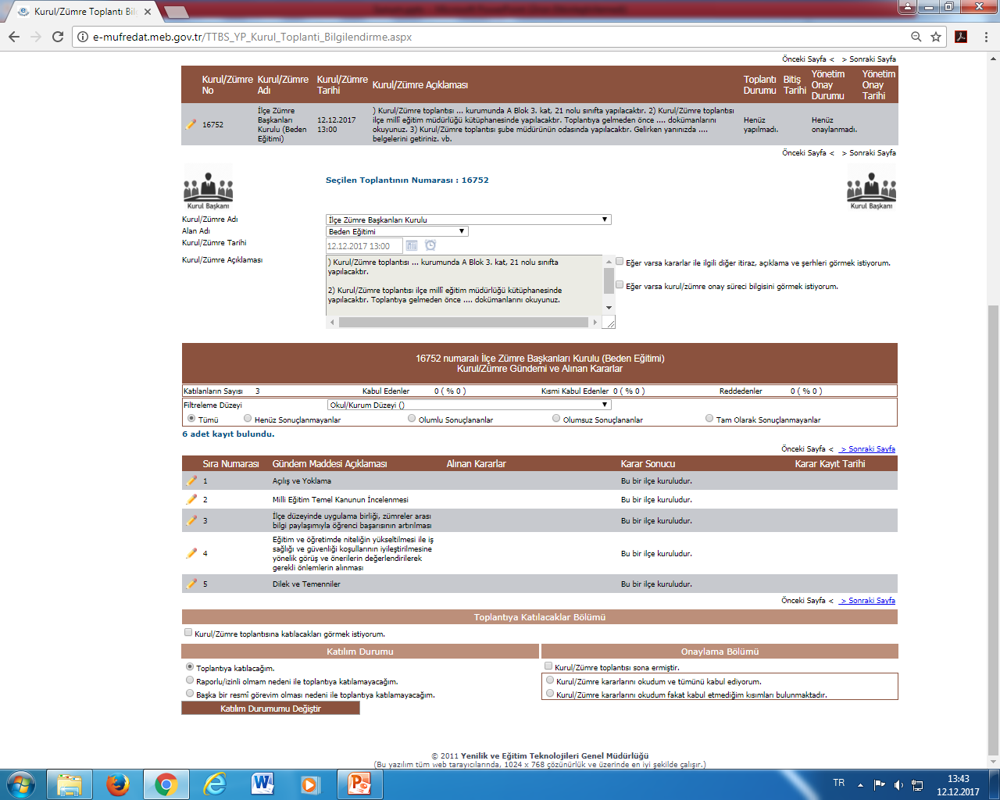 Kurul/Zümre Toplantı Bil
e-mufredat.meb.gov.tr/TTBS_YP_Kurul_Toplanti_Bilgilendirme.aspx
Önceki Sayfa < > Sonraki Sayfa
Kurul/Zümre No Kurul/Zümre Adı Kurul/Zümre Tarihi Kurul/Zümre Açıklaması Toplantı Durumu Bitiş Tarihi Yönetim Onay Durumu Yönetim Onay Tarihi
16752
İlçe Zümre Başkanları Kurulu (Beden Eğitimi)
12.12.2017 13:00
) Kurul/Zümre toplantısı ... kurumunda A Blok 3. kat, 21 nolu sınıfta yapılacaktır. 2) Kurul/Zümre toplantısı
ilçe millî eğitim müdürlüğü kütüphanesinde yapılacaktır. Toplantıya gelmeden önce .... dokümanlarını
okuyunuz. 3) Kurul/Zümre toplantısı şube müdürünün odasında yapılacaktır. Gelirken yanınızda ....
belgelerini getiriniz. vb.
Henüz yapılmadı.
Henüz onaylanmadı.
Önceki Sayfa < > Sonraki Sayfa
Kurul Başkanı
Seçilen Toplantının Numarası : 16752
Kurul Başkanı
Kurul/Zümre Adı İlçe Zümre Başkanları Kurulu
Alan Adı Beden Eğitimi
Kurul/Zümre Tarihi 12.12.2017 13:00
Kurul/Zümre Açıklaması
) Kurul/Zümre toplantısı ... kurumunda A Blok 3. kat, 21 nolu sınıfta
yapılacaktır.
2) Kurul/Zümre toplantısı ilçe millî eğitim müdürlüğü kütüphanesinde
yapılacaktır. Toplantıya gelmeden önce .... dokümanlarını okuyunuz.
Eğer varsa kararlar ile ilgili diğer itiraz, açıklama ve şerhleri görmek istiyorum.
Eğer varsa kurul/zümre onay süreci bilgisini görmek istiyorum.
16752 numaralı İlçe Zümre Başkanları Kurulu (Beden Eğitimi)
Kurul/Zümre Gündemi ve Alınan Kararlar
Katılanların Sayısı 3 Kabul Edenler 0 ( % 0 ) Kısmi Kabul Edenler 0 ( % 0 ) Reddedenler 0 ( % 0 )
Filtreleme Düzeyi Okul/Kurum Düzeyi ()
Tümü Henüz Sonuçlanmayanlar Olumlu Sonuçlananlar Olumsuz Sonuçlananlar Tam Olarak Sonuçlanmayanlar
6 adet kayıt bulundu.
Önceki Sayfa < > Sonraki Sayfa
Sıra Numarası Gündem Maddesi Açıklaması Alınan Kararlar Karar Sonucu Karar Kayıt Tarihi
1 Açılış ve Yoklama Bu bir ilçe kuruludur.
2 Milli Eğitim Temel Kanunun İncelenmesi Bu bir ilçe kuruludur.
3 İlçe düzeyinde uygulama birliği, zümreler arası
bilgi paylaşımıyla öğrenci başarısının artırılması
Bu bir ilçe kuruludur.
4 Eğitim ve öğretimde niteliğin yükseltilmesi ile iş
sağlığı ve güvenliği koşullarının iyileştirilmesine
yönelik görüş ve önerilerin değerlendirilerek
gerekli önlemlerin alınması
Bu bir ilçe kuruludur.
5 Dilek ve Temenniler Bu bir ilçe kuruludur.
Önceki Sayfa < > Sonraki Sayfa
Toplantıya Katılacaklar Bölümü
Kurul/Zümre toplantısına katılacakları görmek istiyorum.
Katılım Durumu
Toplantıya katılacağım.
Raporlu/izinli olmam nedeni ile toplantıya katılamayacağım.
Başka bir resmî görevim olması nedeni ile toplantıya katılamayacağım.
Katılım Durumumu Değiştir
Onaylama Bölümü
Kurul/Zümre toplantısı sona ermiştir.
Kurul/Zümre kararlarını okudum ve tümünü kabul ediyorum.
Kurul/Zümre kararlarını okudum fakat kabul etmediğim kısımları bulunmaktadır.
© 2011 Yenilik ve Eğitim Teknolojileri Genel Müdürlüğü
(Bu yazılım tüm web tarayıcılarında, 1024 x 768 çözünürlük ve üzerinde en iyi şekilde çalışır.)
TR
13:43
12.12.2017